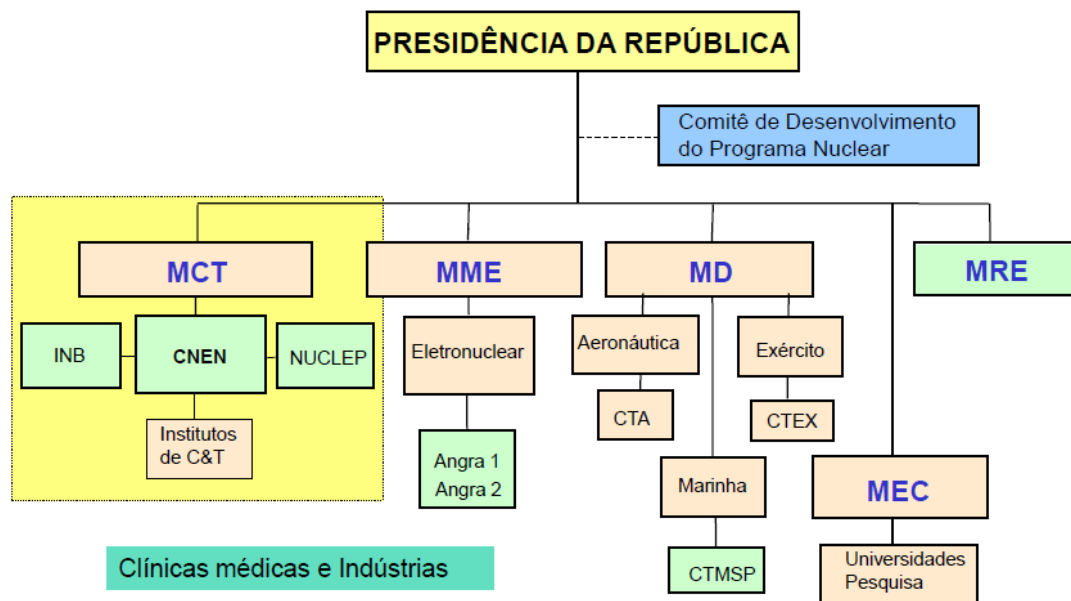 PRESIDÊNCIA DA REPÚBLICA
Comitê de Desenvolvimento
do Programa Nuclear
MCT
MME
MD
MRE
INB
CNEN
NUCLEP
Eletronuclear
Aeronáutica
Exército
Institutos
de C&T
CTA
CTEX
Angra 1
Angra 2
Marinha
MEC
Clínicas médicas e Indústrias
CTMSP
Universidades
Pesquisa